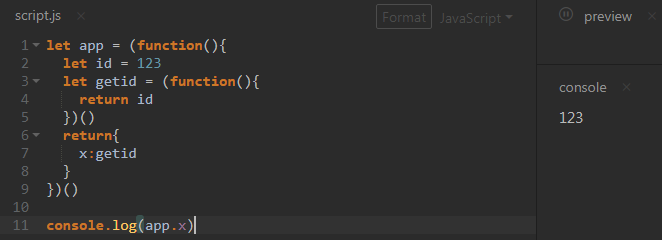 script.js
Format
JavaScript
preview
1 let app = (function(){
2   let id = 123
3   let getid = (function(){
4     return id
5   })()
6   return{
7     x:getid
8   }
9 })()
10
11 console.log(app.x)
console
123